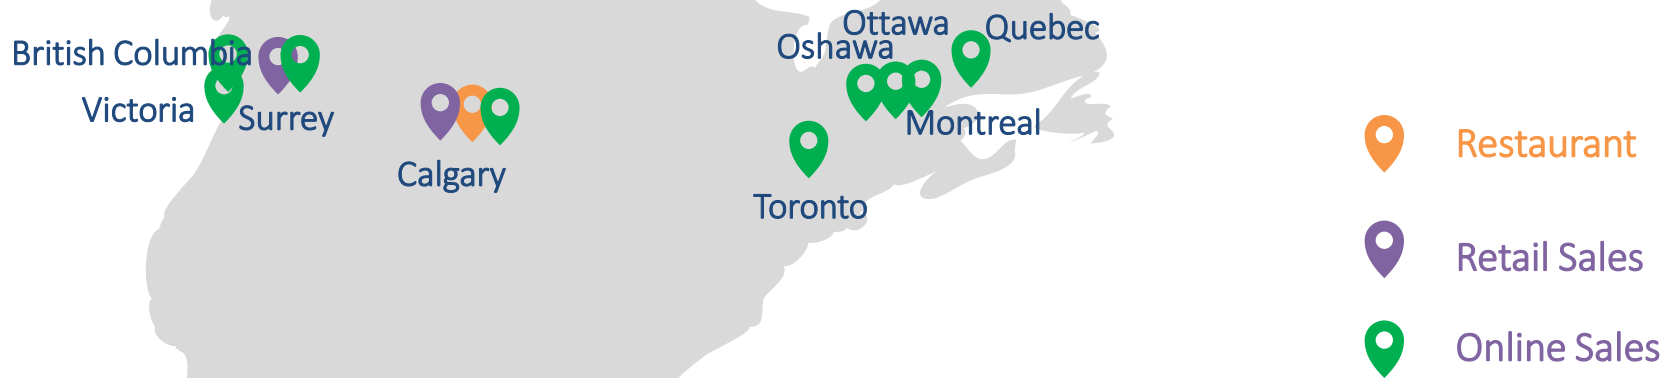 British Columbia
Victoria
Surrey
Calgary
Toronto
Oshawa
Ottawa
Quebec
Montreal
Restaurant
Retail Sales
Online Sales